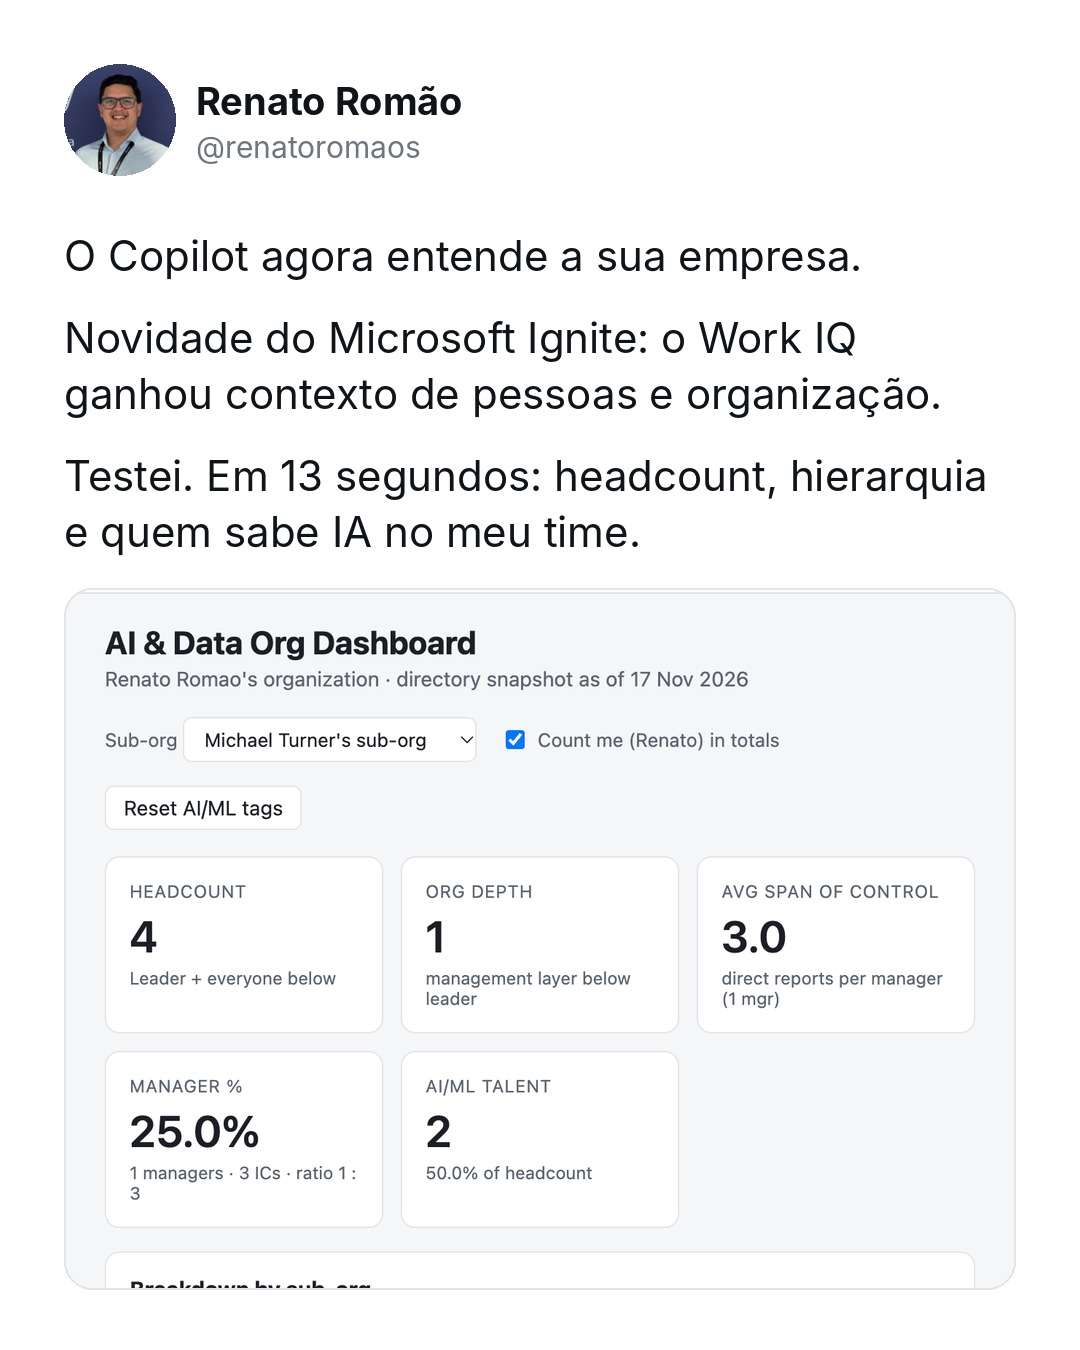 Renato Romão
@renatoromaos
O Copilot agora entende a sua empresa.
Novidade do Microsoft Ignite: o Work IQ
ganhou contexto de pessoas e organização.
Testei. Em 13 segundos: headcount, hierarquia
e quem sabe IA no meu time.
AI & Data Org Dashboard
Renato Romao's organization · directory snapshot as of 17 Nov 2026
Sub-org Michael Turner's sub-org Count me (Renato) in totals
Reset AI/ML tags
HEADCOUNT
4
Leader + everyone below
ORG DEPTH
1
management layer below
leader
AVG SPAN OF CONTROL
3.0
direct reports per manager
(1 mgr)
MANAGER %
25.0%
1 managers · 3 ICs · ratio 1 :
3
AI/ML TALENT
2
50.0% of headcount
Breakdown by sub-org